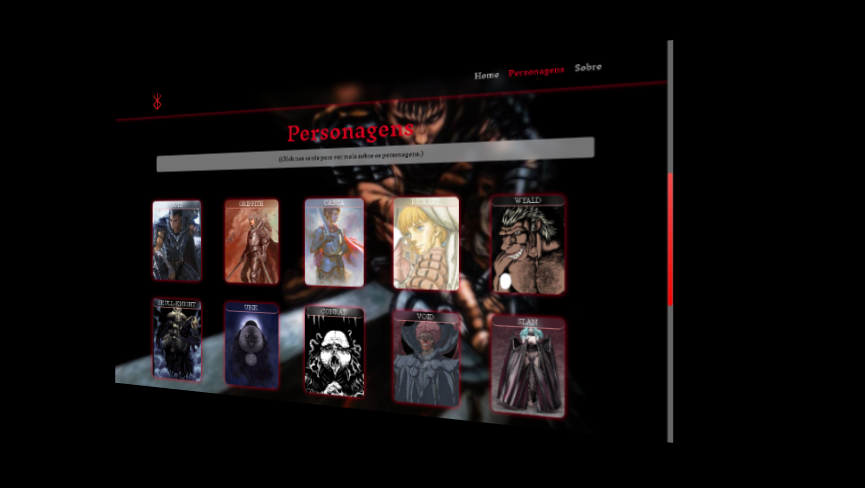 Home Personagens Sobre
Personagens
(Click nos cards para ver mais sobre os personagens.)
GRIFFITH CASCA WYALD
SKULL KNIGHT UBIK CONRAD VOID SLAN